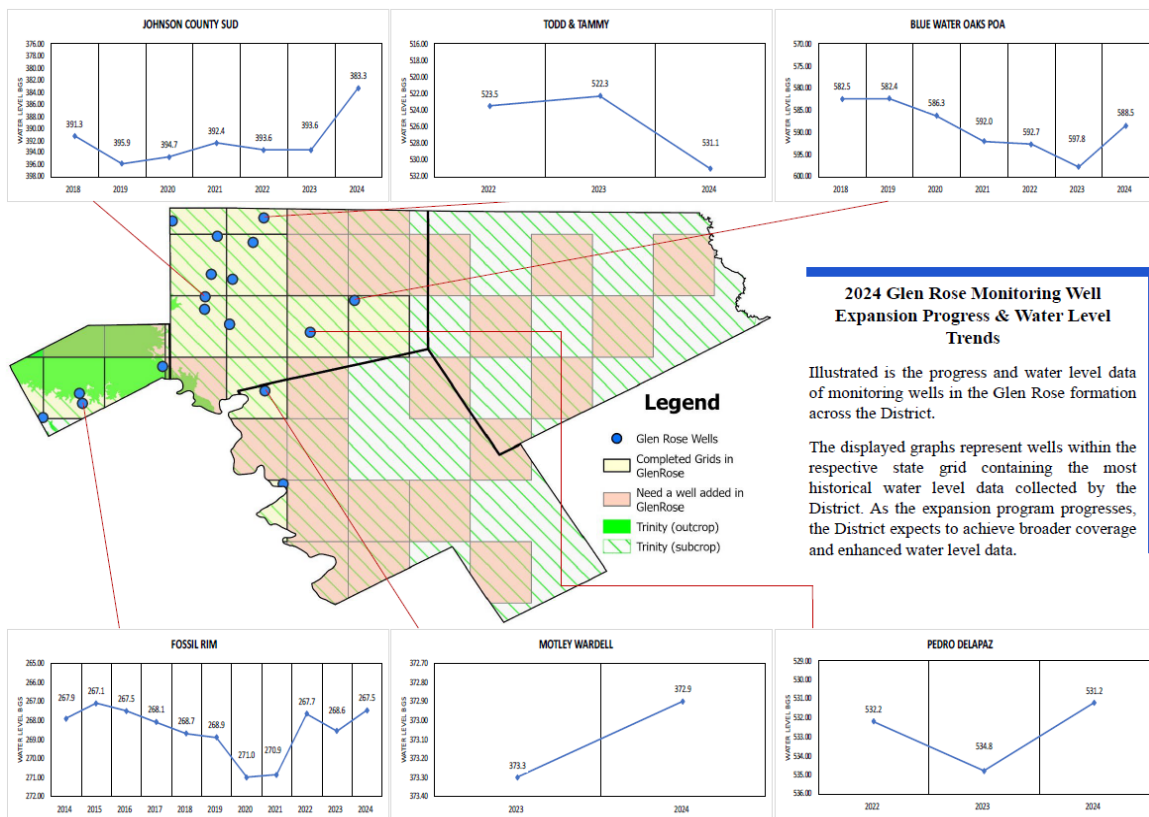 JOHNSON COUNTY SUD
WATER LEVEL BGS
376.00
378.00
380.00
382.00
384.00
386.00
388.00
390.00
392.00
394.00
396.00
398.00
391.3
395.9
394.7
392.4
393.6
393.6
383.3
2018 2019 2020 2021 2022 2023 2024
TODD & TAMMY
WATER LEVEL BGS
516.00
518.00
520.00
522.00
524.00
526.00
528.00
530.00
532.00
523.5
522.3
531.1
2022 2023 2024
BLUE WATER OAKS POA
WATER LEVEL BGS
570.00
575.00
580.00
585.00
590.00
595.00
600.00
582.5
582.4
586.3
592.0
592.7
597.8
588.5
2018 2019 2020 2021 2022 2023 2024
2024 Glen Rose Monitoring Well
Expansion Progress & Water Level
Trends
Illustrated is the progress and water level data
of monitoring wells in the Glen Rose formation
across the District.
The displayed graphs represent wells within the
respective state grid containing the most
historical water level data collected by the
District. As the expansion program progresses,
the District expects to achieve broader coverage
and enhanced water level data.
Legend
Glen Rose Wells
Completed Grids in
GlenRose
Need a well added in
GlenRose
Trinity (outcrop)
Trinity (subcrop)
FOSSIL RIM
WATER LEVEL BGS
265.00
266.00
267.00
268.00
269.00
270.00
271.00
272.00
267.9
267.1
267.5
268.1
268.7
268.9
271.0
270.9
267.7
268.6
267.5
2014 2015 2016 2017 2018 2019 2020 2021 2022 2023 2024
MOTLEY WARDELL
WATER LEVEL BGS
372.70
372.80
372.90
373.00
373.10
373.20
373.30
373.40
373.3
372.9
2023 2024
PEDRO DELAPAZ
WATER LEVEL BGS
529.00
530.00
531.00
532.00
533.00
534.00
535.00
536.00
532.2
534.8
531.2
2022 2023 2024